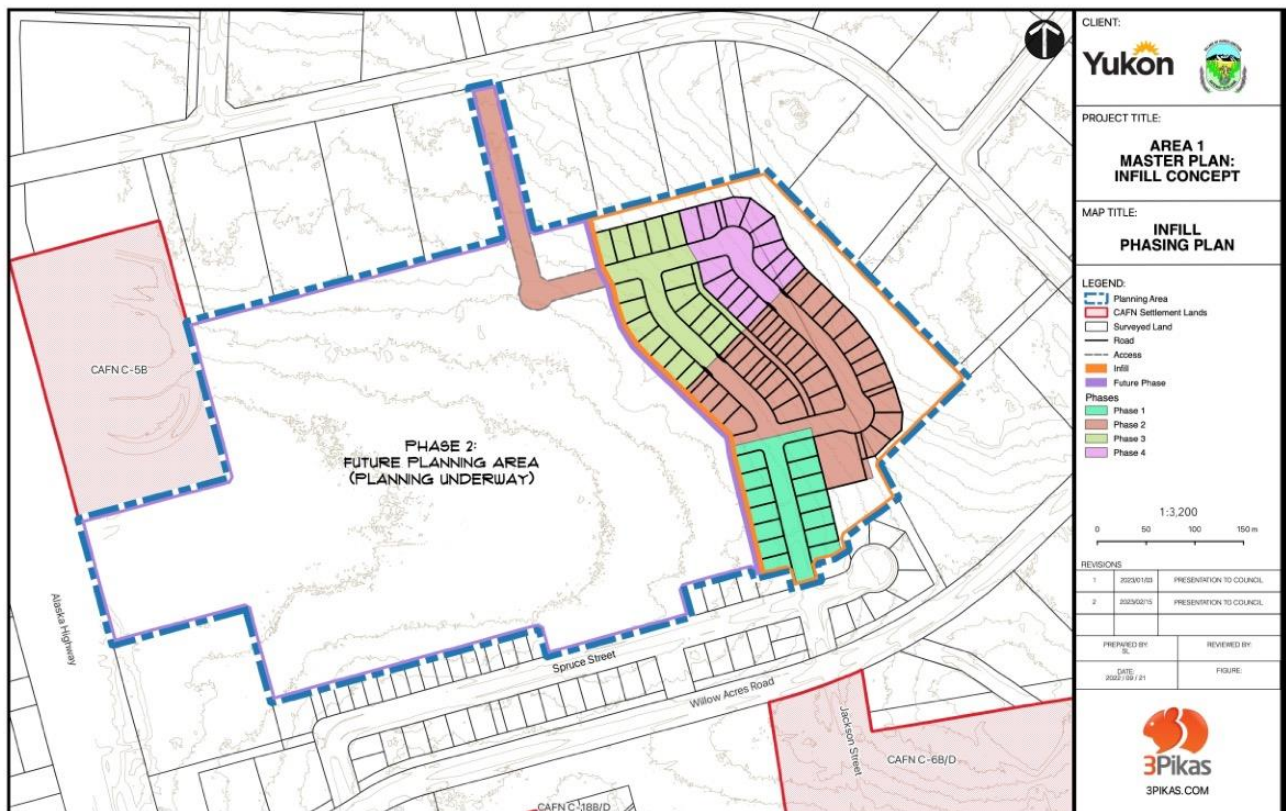 CAFN C-5B
PHASE 2:
FUTURE PLANNING AREA
(PLANNING UNDERWAY)
Alaska Highway
Spruce Street
Willow Acres Road
Jackson Street
CAFN C-6B/D
CAFN C-18B/D
CLIENT:
Yukon
PROJECT TITLE:
AREA 1
MASTER PLAN:
INFILL CONCEPT
MAP TITLE:
INFILL
PHASING PLAN
LEGEND:
Planning Area
CAFN Settlement Lands
Surveyed Land
Road
Access
Infill
Future Phase
Phases
Phase 1
Phase 2
Phase 3
Phase 4
1:3,200
0 50 100 150 m
REVISIONS
1 2023/01/03 PRESENTATION TO COUNCIL
2 2023/02/15 PRESENTATION TO COUNCIL
PREPARED BY: REVIEWED BY:
SL
DATE: FIGURE:
2022 / 09 / 21
3Pikas
3PIKAS.COM